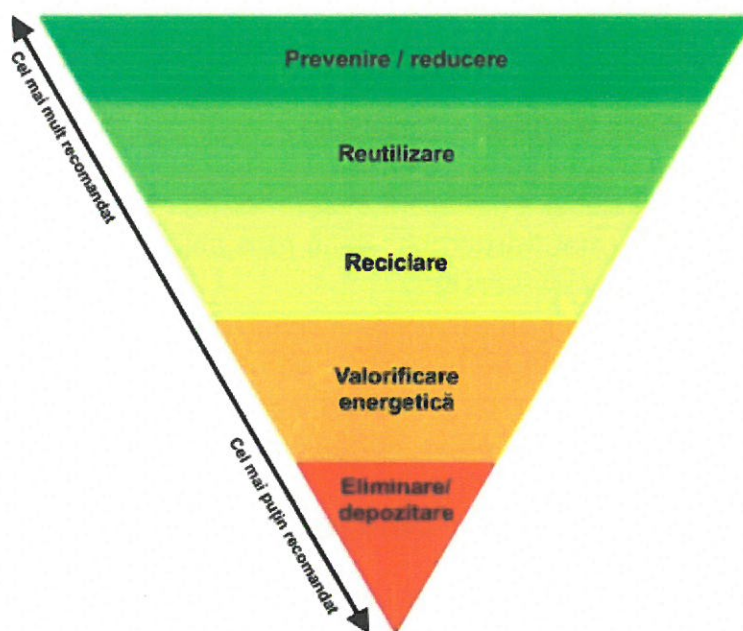 Prevenire / reducere
Cel mai mult recomandat
Reutilizare
Reciclare
Valorificare
energetică
Cel mai puțin recomandat
Eliminare/
depozitare